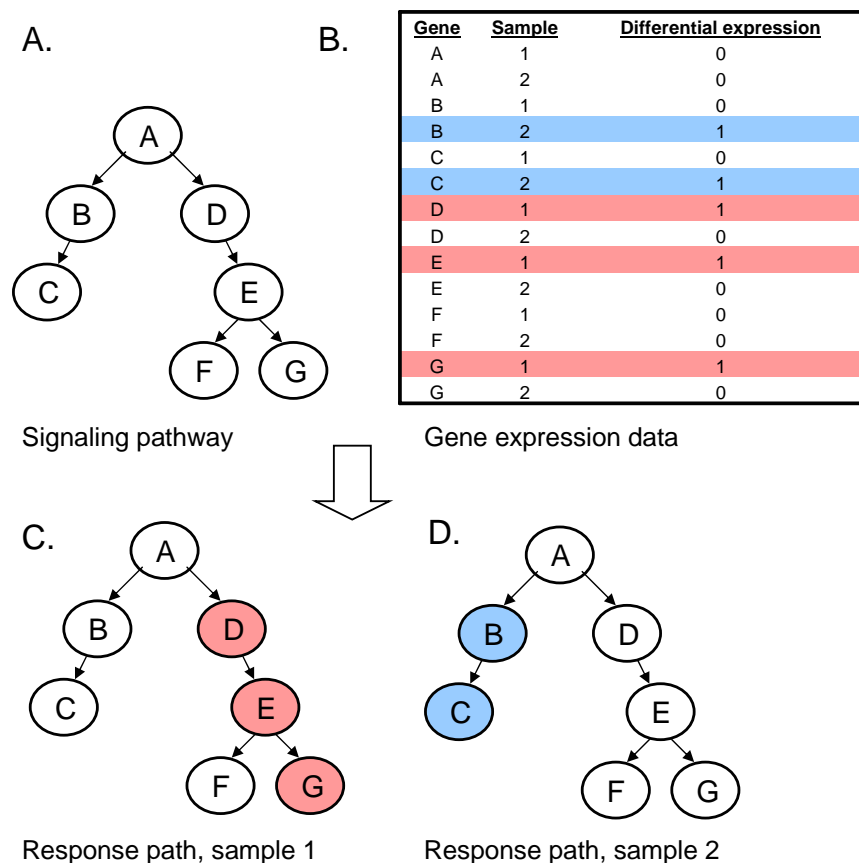 A.
A
B
D
C
E
F
G
Signaling pathway
B.
Gene Sample Differential expression
A 1 0
A 2 0
B 1 0
B 2 1
C 1 0
C 2 1
D 1 1
D 2 0
E 1 1
E 2 0
F 1 0
F 2 0
G 1 1
G 2 0
Gene expression data
C.
A
B
D
C
E
F
G
Response path, sample 1
D.
A
B
D
C
E
F
G
Response path, sample 2